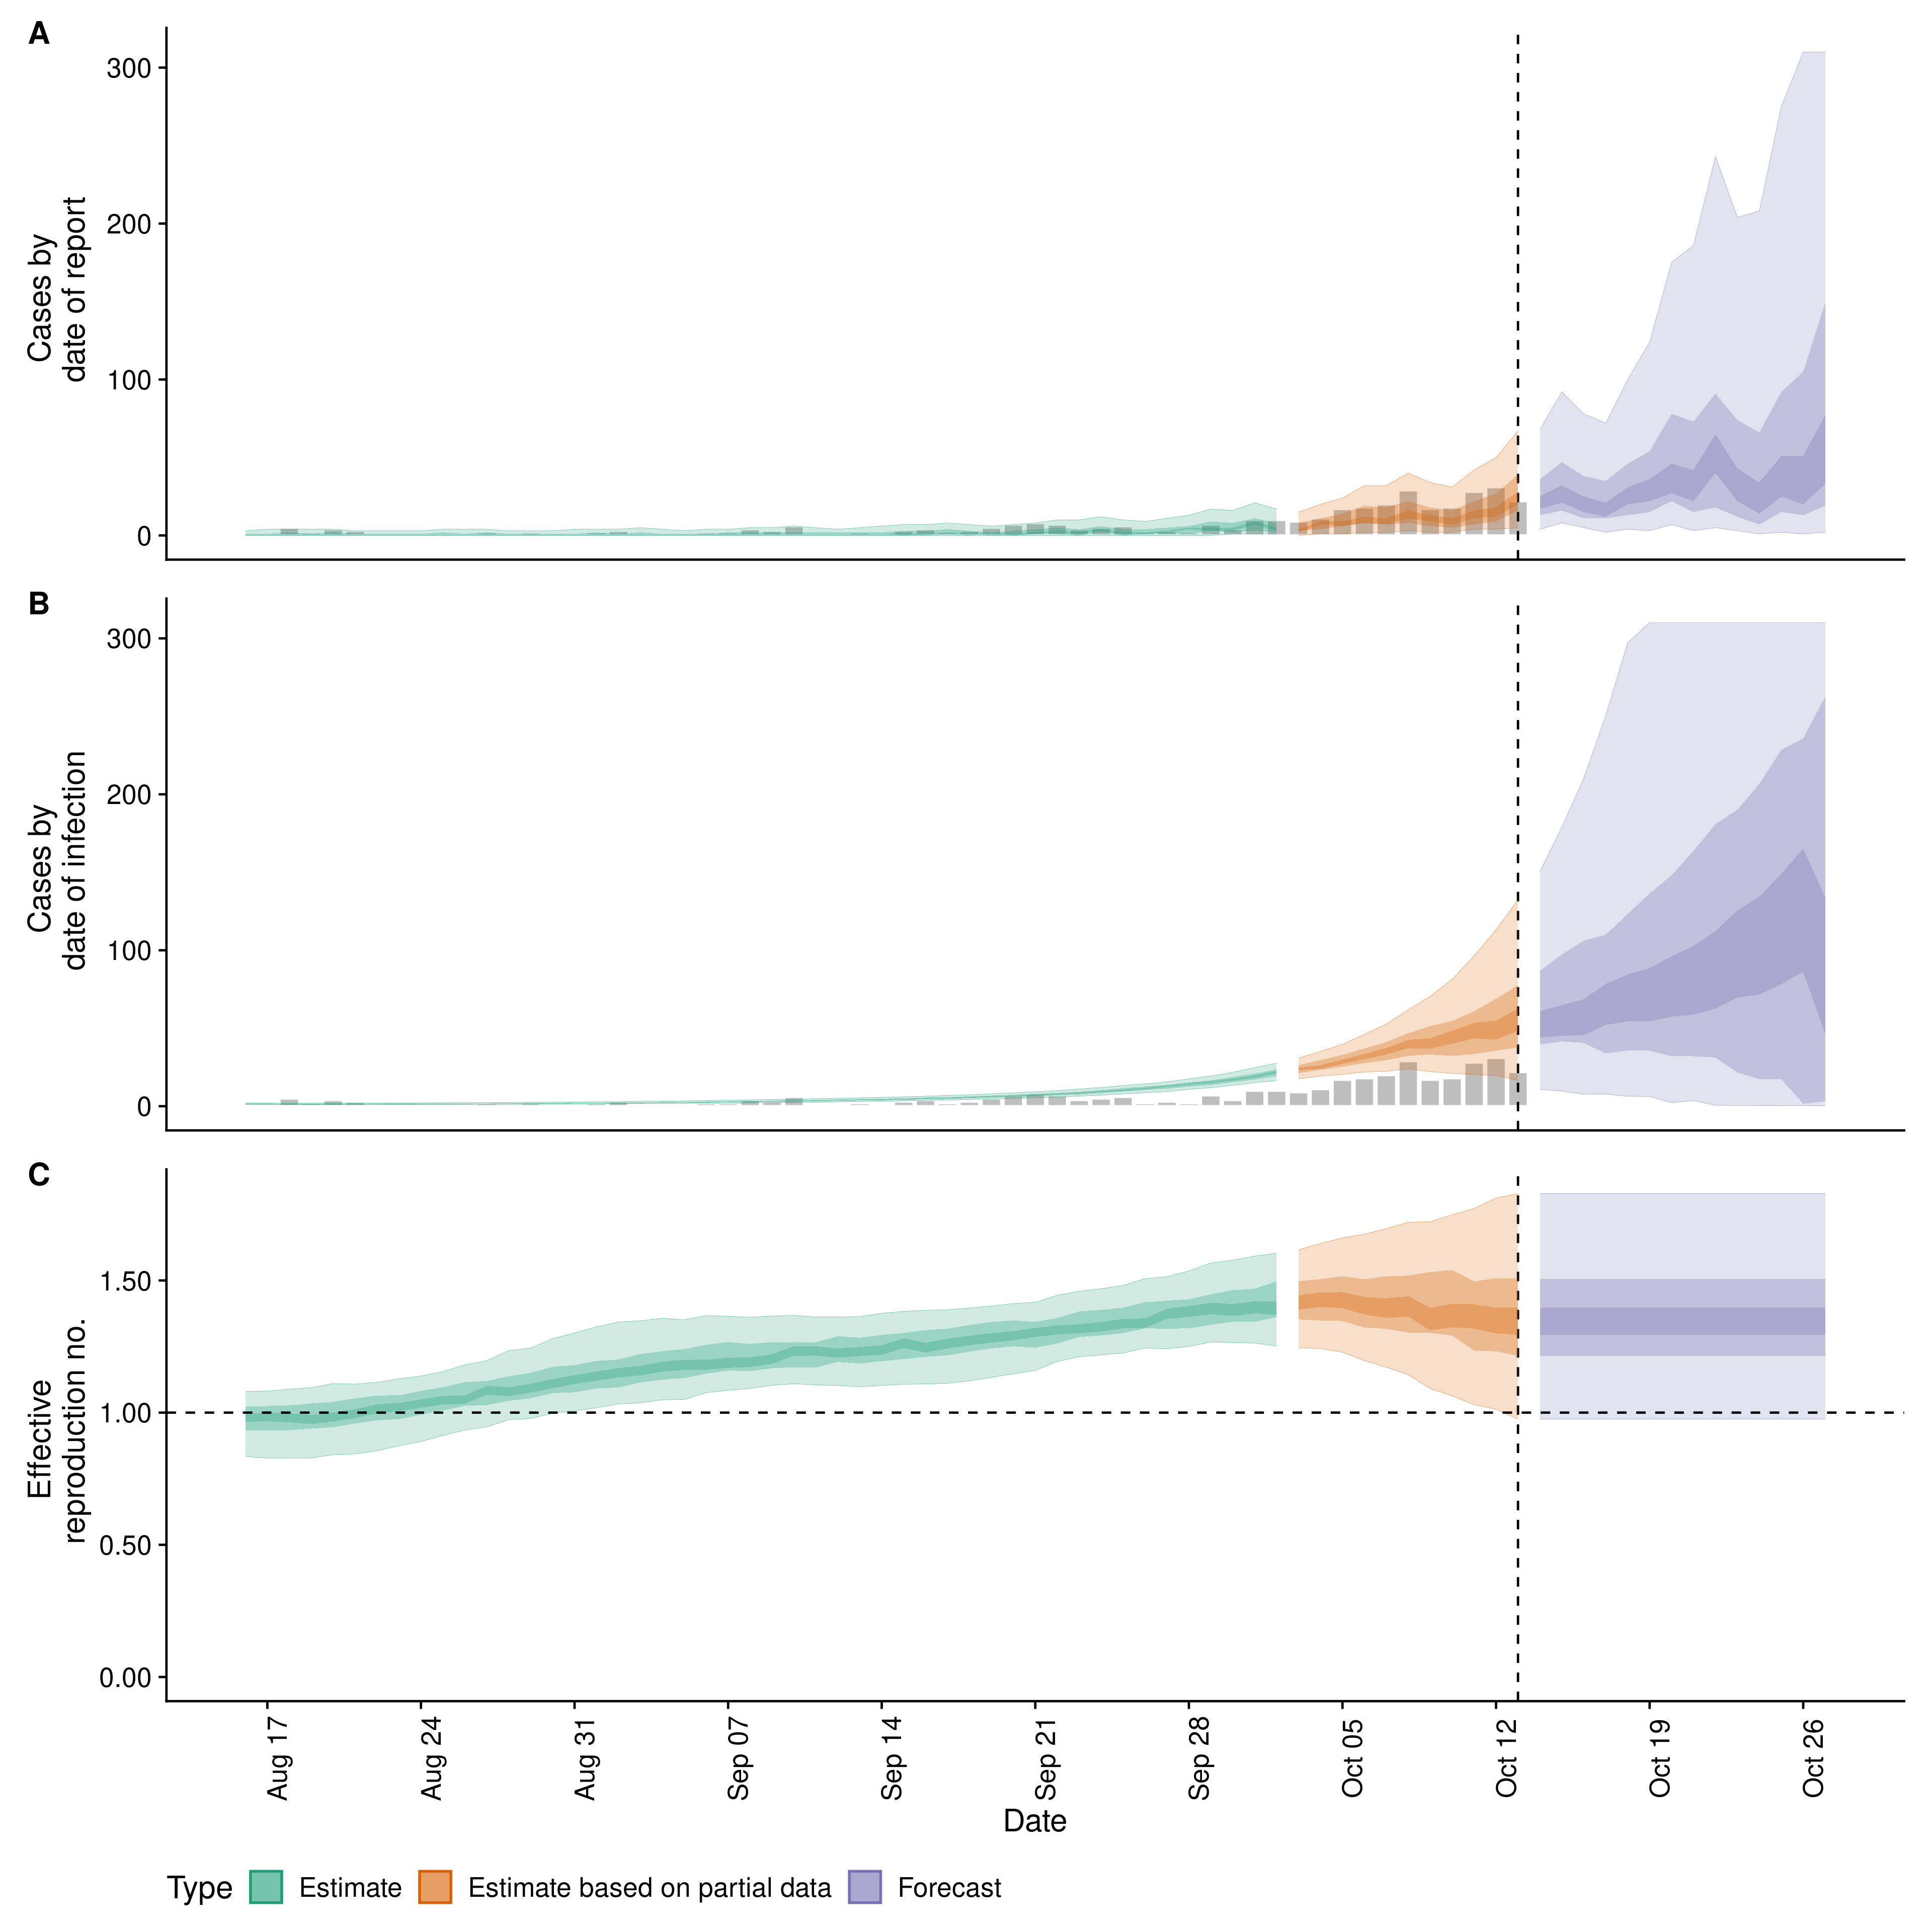 A
300
200
100
0
Cases by
date of report
B
300
200
100
0
Cases by
date of infection
C
1.50
1.00
0.50
0.00
Effective
reproduction no.
Aug 17
Aug 24
Aug 31
Sep 07
Sep 14
Sep 21
Sep 28
Oct 05
Oct 12
Oct 19
Oct 26
Date
Type Estimate Estimate based on partial data Forecast